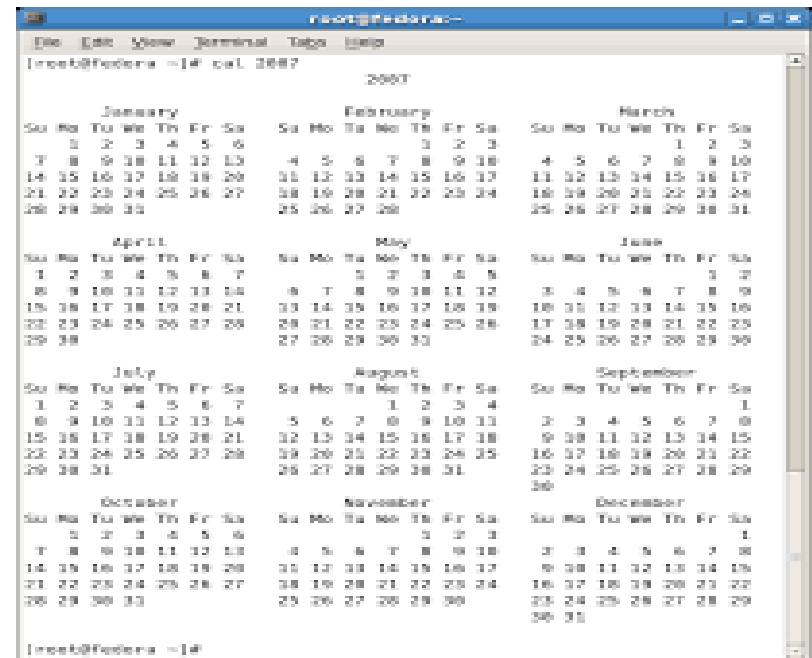 root@fedora:~
File Edit View Terminal Tabs Help
[root@fedora ~]# cal 2007
2007
January February March
Su Mo Tu We Th Fr Sa Su Mo Tu We Th Fr Sa Su Mo Tu We Th Fr Sa
1 2 3 4 5 6 1 2 3 1 2 3
7 8 9 10 11 12 13 4 5 6 7 8 9 10 4 5 6 7 8 9 10
14 15 16 17 18 19 20 11 12 13 14 15 16 17 11 12 13 14 15 16 17
21 22 23 24 25 26 27 18 19 20 21 22 23 24 18 19 20 21 22 23 24
28 29 30 31 25 26 27 28 25 26 27 28 29 30 31
April May June
Su Mo Tu We Th Fr Sa Su Mo Tu We Th Fr Sa Su Mo Tu We Th Fr Sa
1 2 3 4 5 6 7 1 2 3 4 5 1 2
8 9 10 11 12 13 14 6 7 8 9 10 11 12 3 4 5 6 7 8 9
15 16 17 18 19 20 21 13 14 15 16 17 18 19 10 11 12 13 14 15 16
22 23 24 25 26 27 28 20 21 22 23 24 25 26 17 18 19 20 21 22 23
29 30 27 28 29 30 31 24 25 26 27 28 29 30
July August September
Su Mo Tu We Th Fr Sa Su Mo Tu We Th Fr Sa Su Mo Tu We Th Fr Sa
1 2 3 4 5 6 7 1 2 3 4 1
8 9 10 11 12 13 14 5 6 7 8 9 10 11 2 3 4 5 6 7 8
15 16 17 18 19 20 21 12 13 14 15 16 17 18 9 10 11 12 13 14 15
22 23 24 25 26 27 28 19 20 21 22 23 24 25 16 17 18 19 20 21 22
29 30 31 26 27 28 29 30 31 23 24 25 26 27 28 29
30
October November December
Su Mo Tu We Th Fr Sa Su Mo Tu We Th Fr Sa Su Mo Tu We Th Fr Sa
1 2 3 4 5 6 1 2 3 1
7 8 9 10 11 12 13 4 5 6 7 8 9 10 2 3 4 5 6 7 8
14 15 16 17 18 19 20 11 12 13 14 15 16 17 9 10 11 12 13 14 15
21 22 23 24 25 26 27 18 19 20 21 22 23 24 16 17 18 19 20 21 22
28 29 30 31 25 26 27 28 29 30 23 24 25 26 27 28 29
30 31
[root@fedora ~]#